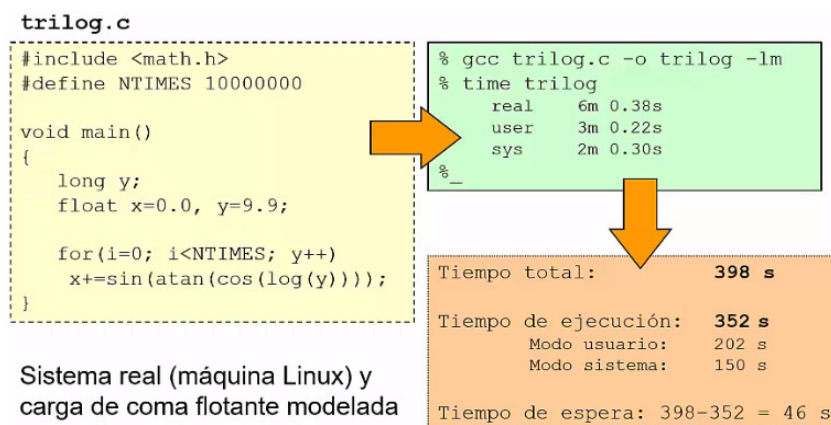 trilog.c
#include <math.h>
#define NTIMES 10000000
void main()
{
long y;
float x=0.0, y=9.9;
for(i=0; i<NTIMES; y++)
x+=sin(atan(cos(log(y))));
}
Sistema real (máquina Linux) y
carga de coma flotante modelada
% gcc trilog.c -o trilog -lm
% time trilog
real 6m 0.38s
user 3m 0.22s
sys 2m 0.30s
%_
Tiempo total: 398 s
Tiempo de ejecución: 352 s
Modo usuario: 202 s
Modo sistema: 150 s
Tiempo de espera: 398-352 = 46 s